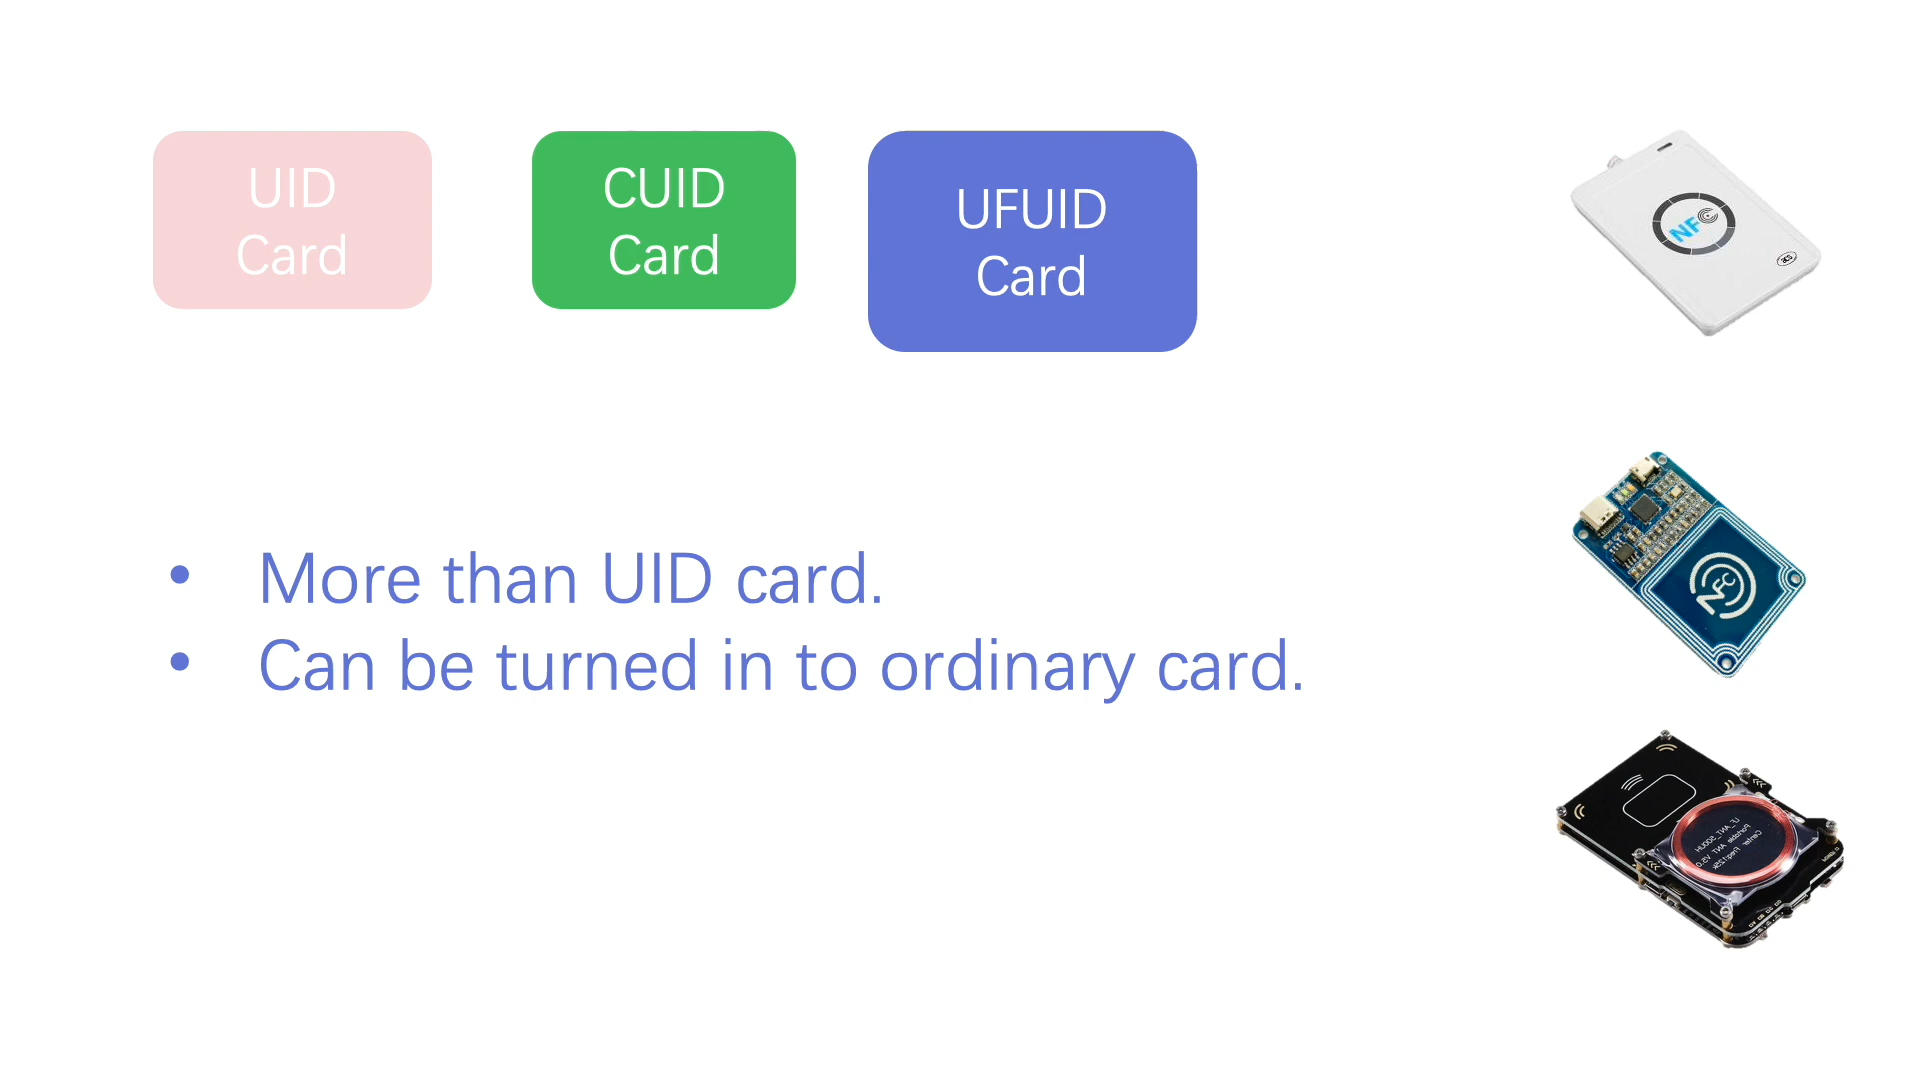 UID
Card
CUID
Card
UFUID
Card
NFC
ACS
• More than UID card.
• Can be turned in to ordinary card.
NFC